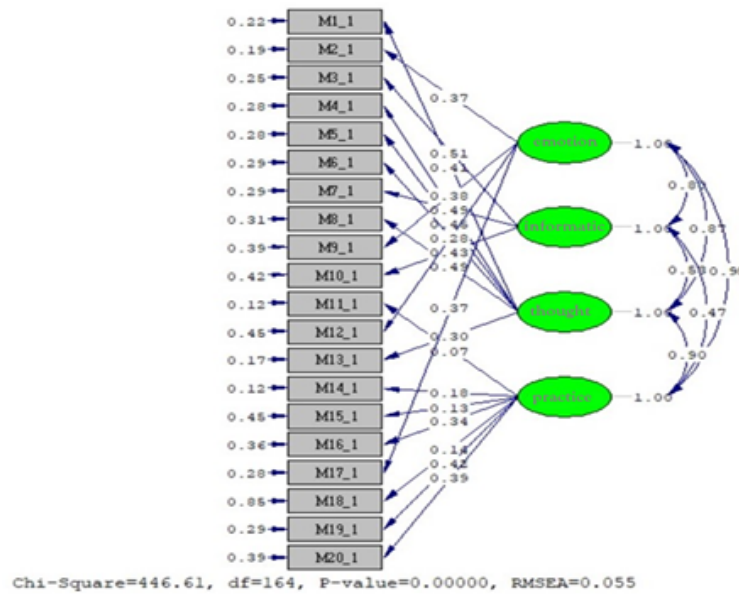 0.22 M1_1
0.19 M2_1
0.25 M3_1
0.28 M4_1
0.28 M5_1
0.29 M6_1
0.29 M7_1
0.31 M8_1
0.39 M9_1
0.42 M10_1
0.12 M11_1
0.45 M12_1
0.17 M13_1
0.12 M14_1
0.45 M15_1
0.36 M16_1
0.28 M17_1
0.85 M18_1
0.29 M19_1
0.39 M20_1
0.37
0.51
0.41
0.38
0.28
0.43
0.37
0.30
0.07
0.18
0.13
0.34
0.14
0.42
0.39
emotion
informatic
thought
practice
1.00
0.87
0.47
0.90
1.00
Chi-Square=446.61, df=164, P-value=0.00000, RMSEA=0.055